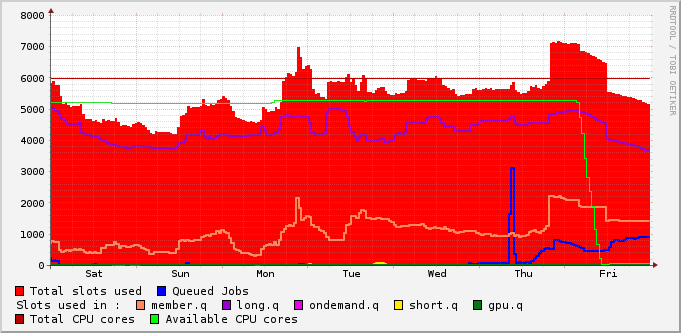 RRDTOOL / TOBI OETIKER
8000
7000
6000
5000
4000
3000
2000
1000
0
Sat Sun Mon Tue Wed Thu Fri
Total slots used Queued Jobs
Slots used in : member.q long.q ondemand.q short.q gpu.q
Total CPU cores Available CPU cores